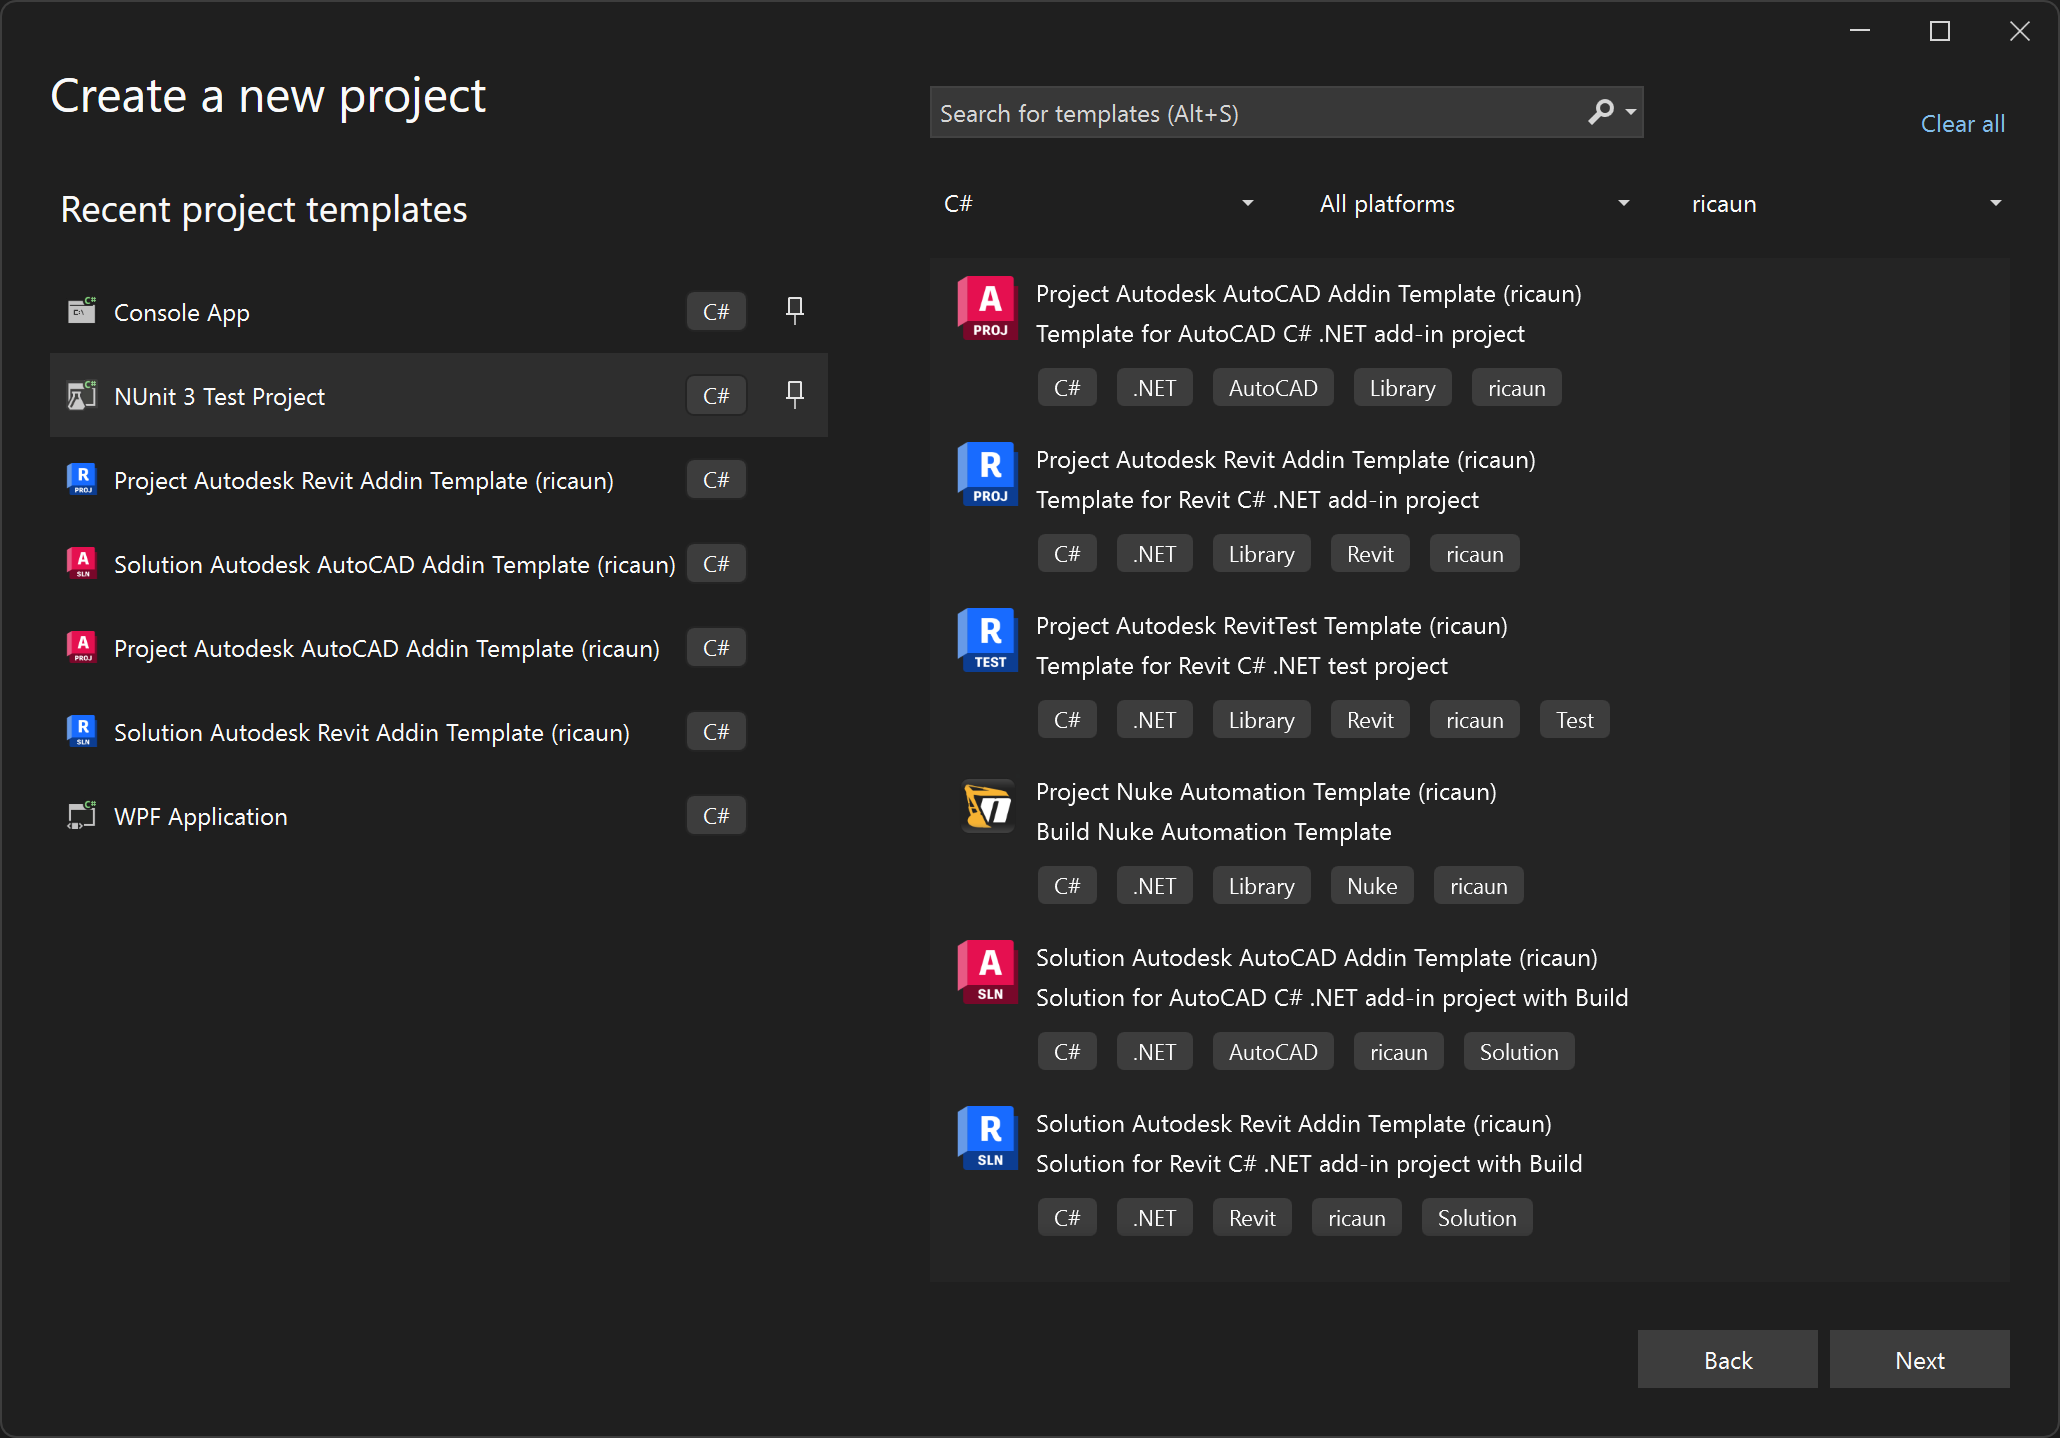 Create a new project
Search for templates (Alt+S)
Clear all
Recent project templates
C#
All platforms
ricaun
Console App
C#
NUnit 3 Test Project
C#
Project Autodesk Revit Addin Template (ricaun)
C#
Solution Autodesk AutoCAD Addin Template (ricaun)
C#
Project Autodesk AutoCAD Addin Template (ricaun)
C#
Solution Autodesk Revit Addin Template (ricaun)
C#
WPF Application
C#
A
PROJ
Project Autodesk AutoCAD Addin Template (ricaun)
Template for AutoCAD C# .NET add-in project
C# .NET AutoCAD Library ricaun
R
PROJ
Project Autodesk Revit Addin Template (ricaun)
Template for Revit C# .NET add-in project
C# .NET Library Revit ricaun
R
TEST
Project Autodesk RevitTest Template (ricaun)
Template for Revit C# .NET test project
C# .NET Library Revit ricaun Test
n
Project Nuke Automation Template (ricaun)
Build Nuke Automation Template
C# .NET Library Nuke ricaun
A
SLN
Solution Autodesk AutoCAD Addin Template (ricaun)
Solution for AutoCAD C# .NET add-in project with Build
C# .NET AutoCAD ricaun Solution
R
SLN
Solution Autodesk Revit Addin Template (ricaun)
Solution for Revit C# .NET add-in project with Build
C# .NET Revit ricaun Solution
Back
Next